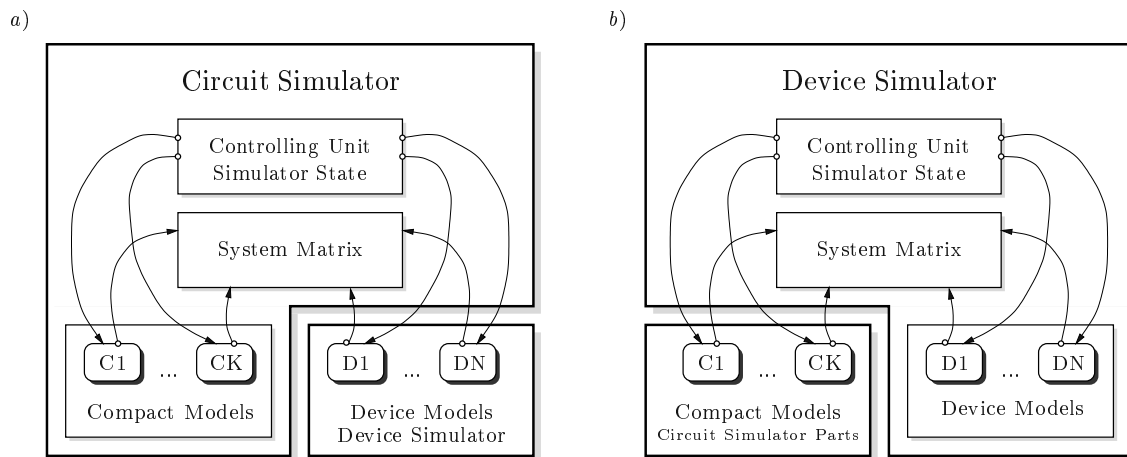 a)
Circuit Simulator
Controlling Unit
Simulator State
System Matrix
C1
...
CK
Compact Models
D1
...
DN
Device Models
Device Simulator
b)
Device Simulator
Controlling Unit
Simulator State
System Matrix
C1
...
CK
Compact Models
Circuit Simulator Parts
D1
...
DN
Device Models